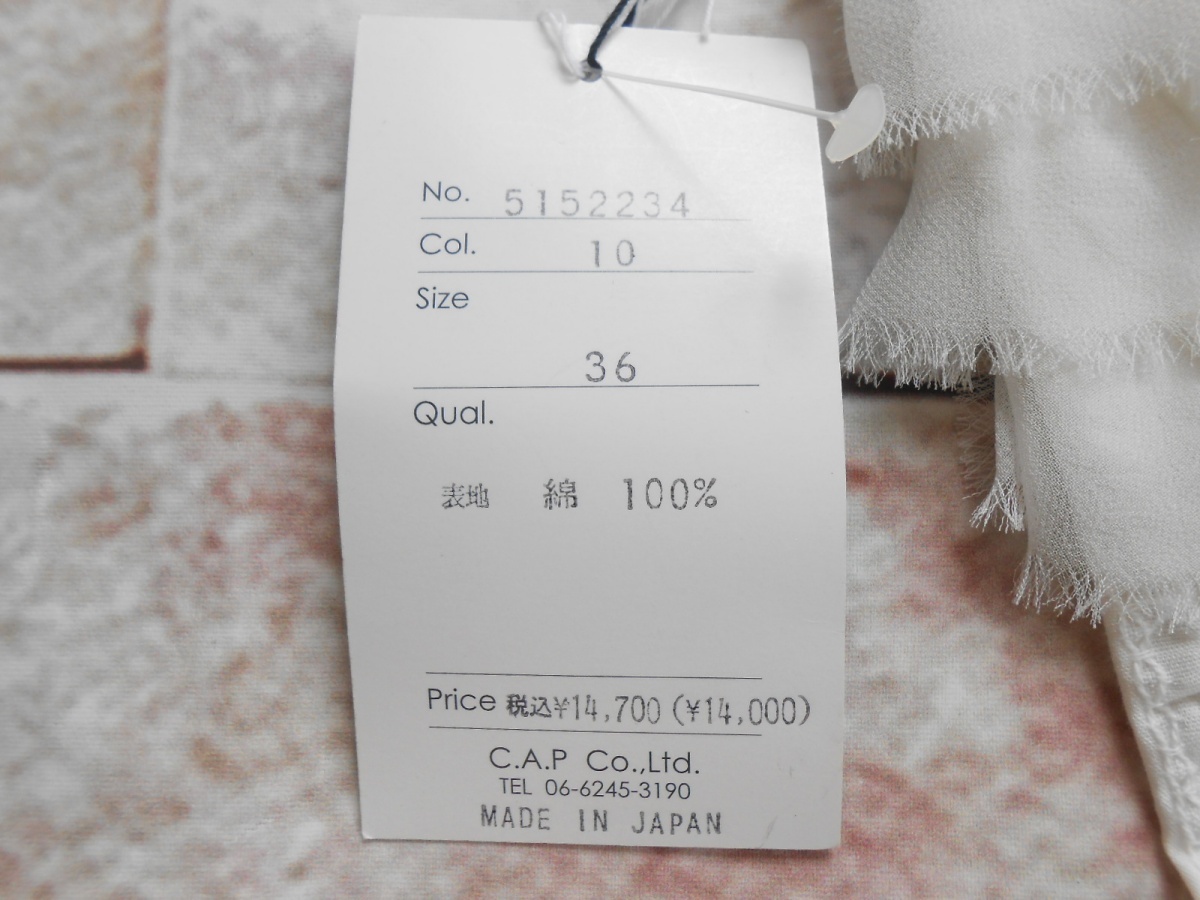 No. 5152234
Col. 10
Size
36
Qual.
表地 綿 100%
Price 税込¥14,700 (¥14,000)
C.A.P Co.,Ltd.
TEL 06-6245-3190
MADE IN JAPAN